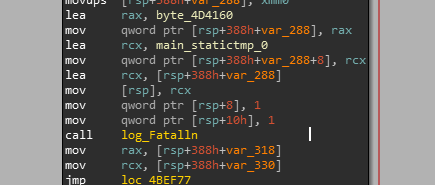 movups [rsp+388h+var_288], xmm0
lea rax, byte_4D4160
mov qword ptr [rsp+388h+var_288], rax
lea rcx, main_statictmp_0
mov qword ptr [rsp+388h+var_288+8], rcx
lea rcx, [rsp+388h+var_288]
mov [rsp], rcx
mov qword ptr [rsp+8], 1
mov qword ptr [rsp+10h], 1
call log_Fatalln
mov rax, [rsp+388h+var_318]
mov rcx, [rsp+388h+var_330]
jmp loc_4BEF77